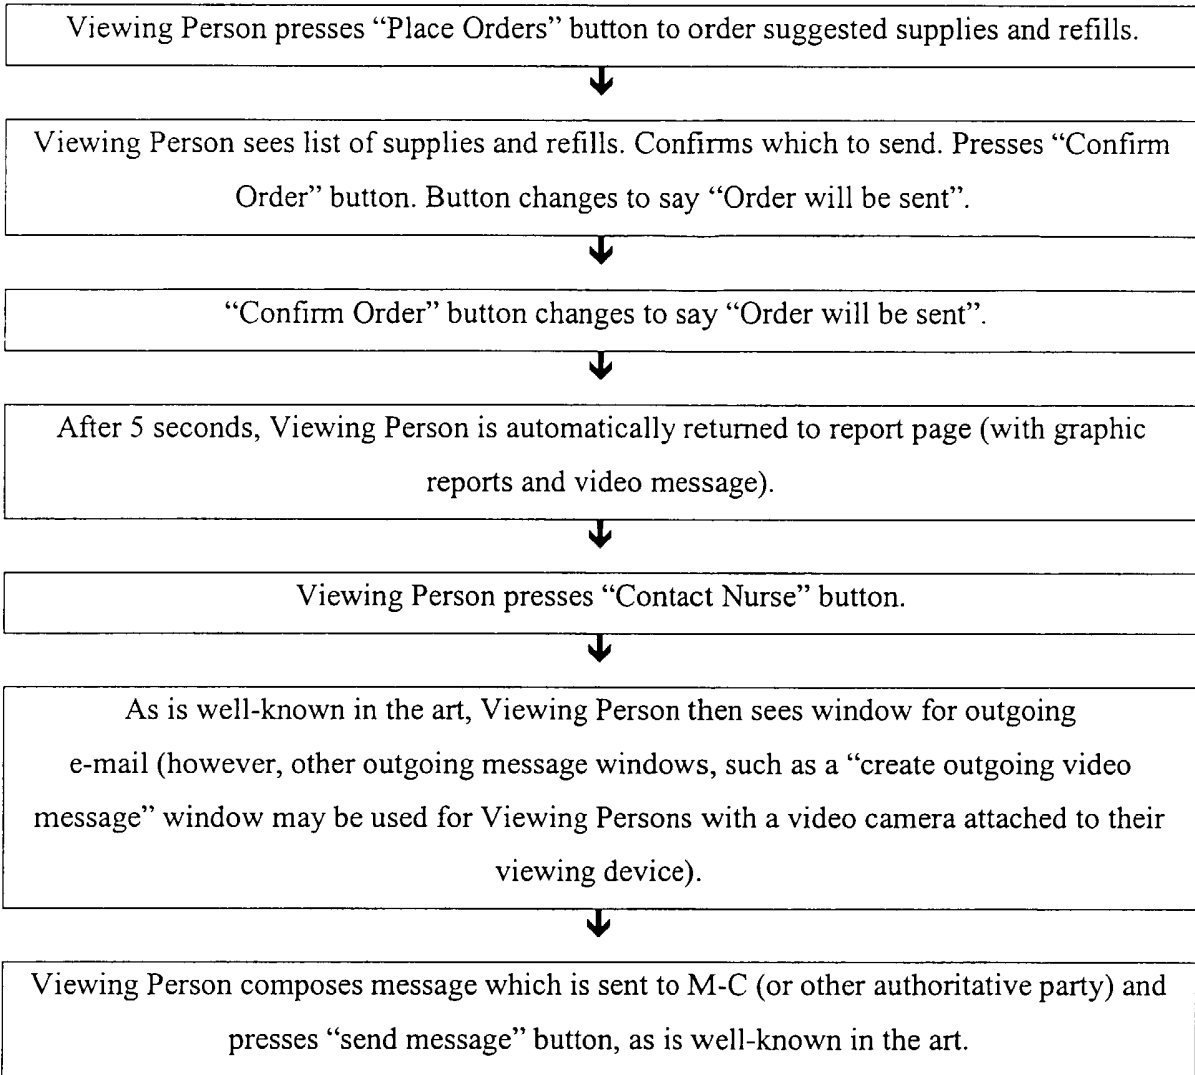 Viewing Person presses “Place Orders” button to order suggested supplies and refills.
Viewing Person sees list of supplies and refills. Confirms which to send. Presses “Confirm
Order” button. Button changes to say “Order will be sent”.
“Confirm Order” button changes to say “Order will be sent”.
After 5 seconds, Viewing Person is automatically returned to report page (with graphic
reports and video message).
Viewing Person presses “Contact Nurse” button.
As is well-known in the art, Viewing Person then sees window for outgoing
e-mail (however, other outgoing message windows, such as a “create outgoing video
message” window may be used for Viewing Persons with a video camera attached to their
viewing device).
Viewing Person composes message which is sent to M-C (or other authoritative party) and
presses “send message” button, as is well-known in the art.